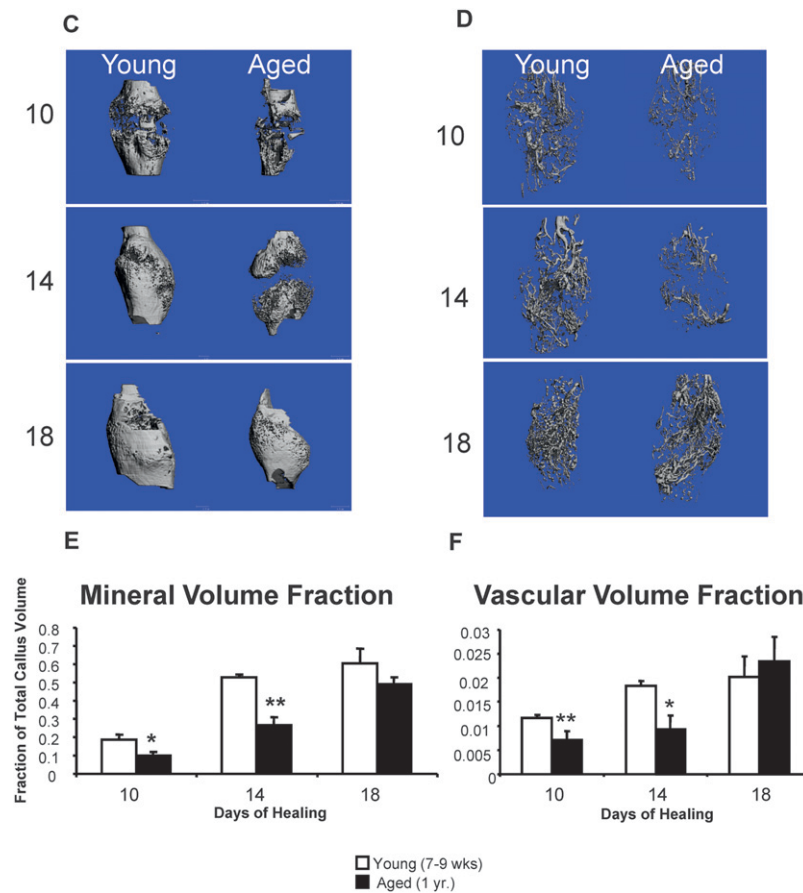 C
D
Young Aged
Young Aged
10
10
14
14
18
18
E
F
Mineral Volume Fraction
Vascular Volume Fraction
Fraction of Total Callus Volume
0.8
0.7
0.6
0.5
0.4
0.3
0.2
0.1
0
*
**
10 14 18
Days of Healing
0.03
0.025
0.02
0.015
0.01
0.005
0
**
*
10 14 18
Days of Healing
Young (7-9 wks)
Aged (1 yr.)